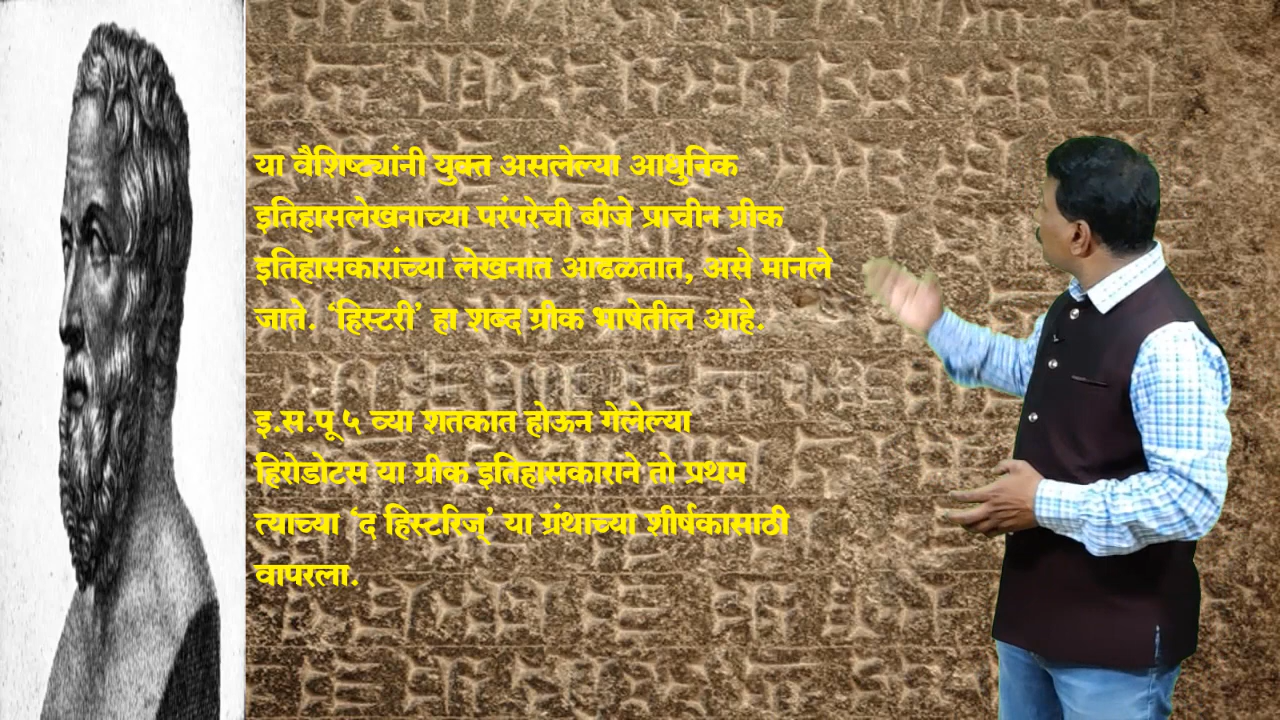 या वैशिष्ट्यांनी युक्त असलेल्या आधुनिक
इतिहासलेखनाच्या परंपरेची बीजे प्राचीन ग्रीक
इतिहासकारांच्या लेखनात आढळतात, असे मानले
जाते. ‘हिस्टरी’ हा शब्द ग्रीक भाषेतील आहे.
इ.स.पू ५ व्या शतकात होऊन गेलेल्या
हिरोडोटस या ग्रीक इतिहासकाराने तो प्रथम
त्याच्या ‘द हिस्टरिज्’ या ग्रंथाच्या शीर्षकासाठी
वापरला.